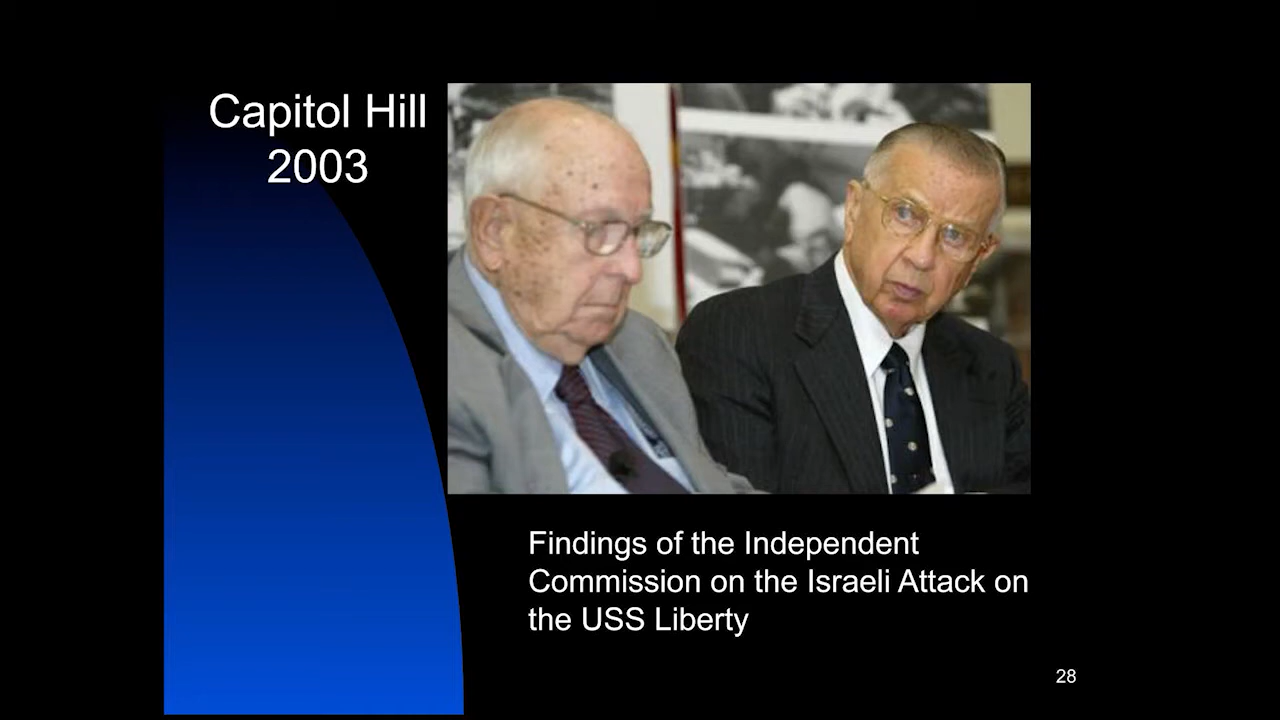 Capitol Hill
2003
Findings of the Independent
Commission on the Israeli Attack on
the USS Liberty
28